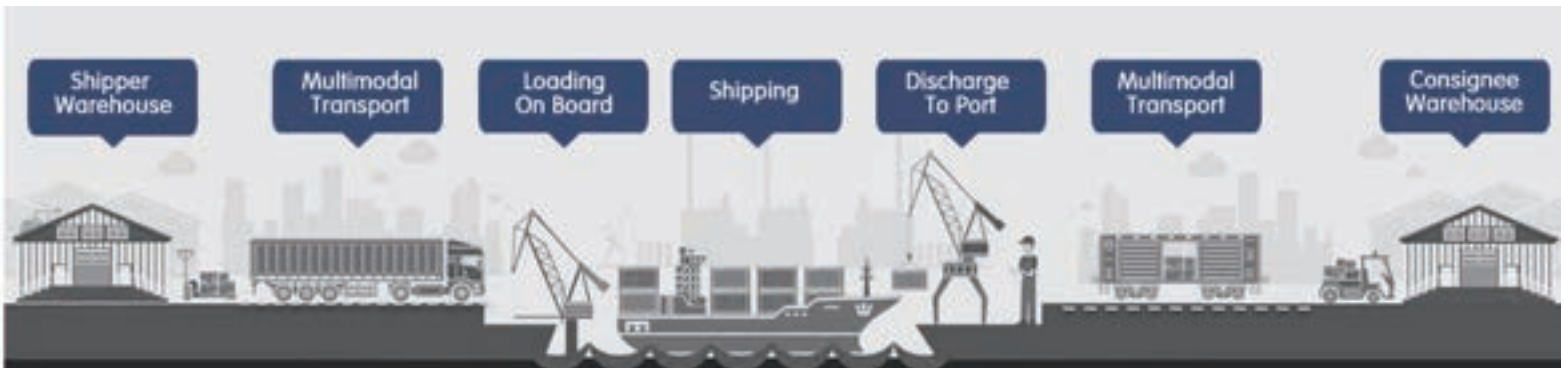 Shipper
Warehouse
Multimodal
Transport
Loading
On Board
Shipping
Discharge
To Port
Multimodal
Transport
Consignee
Warehouse